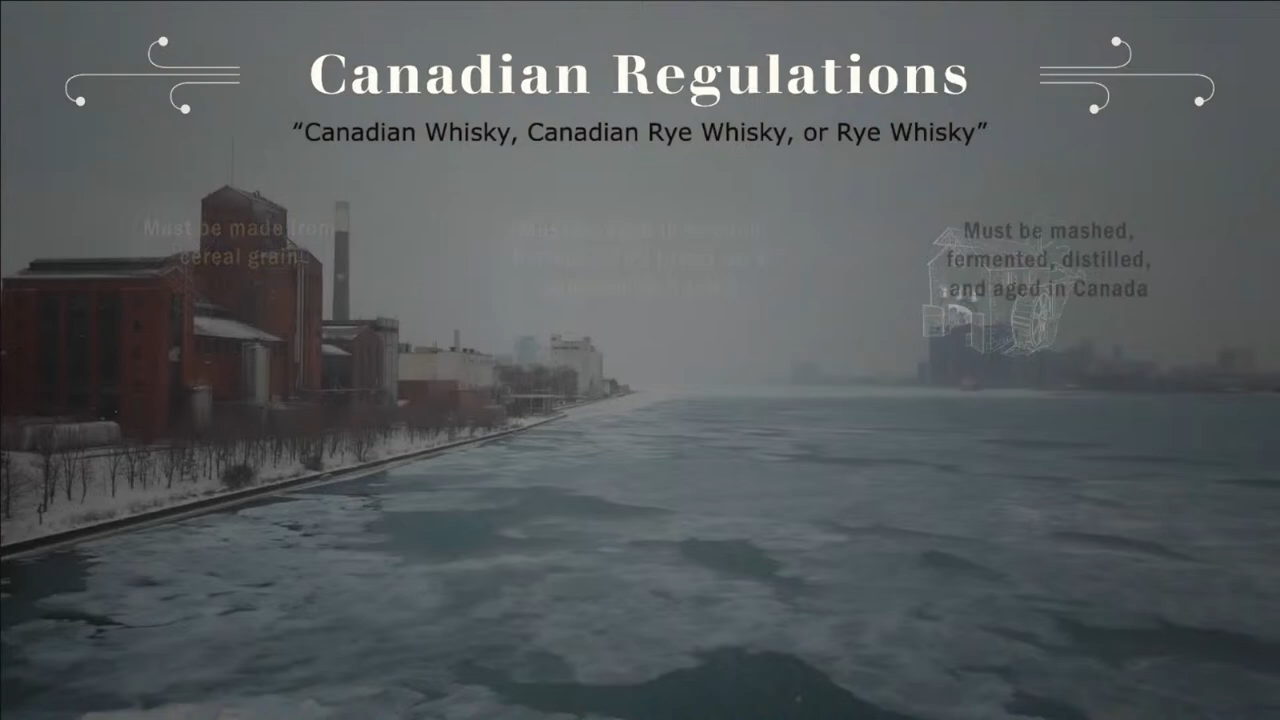 Canadian Regulations
“Canadian Whisky, Canadian Rye Whisky, or Rye Whisky”
Must be made from
cereal grain
Must be mashed,
fermented, distilled,
and aged in Canada